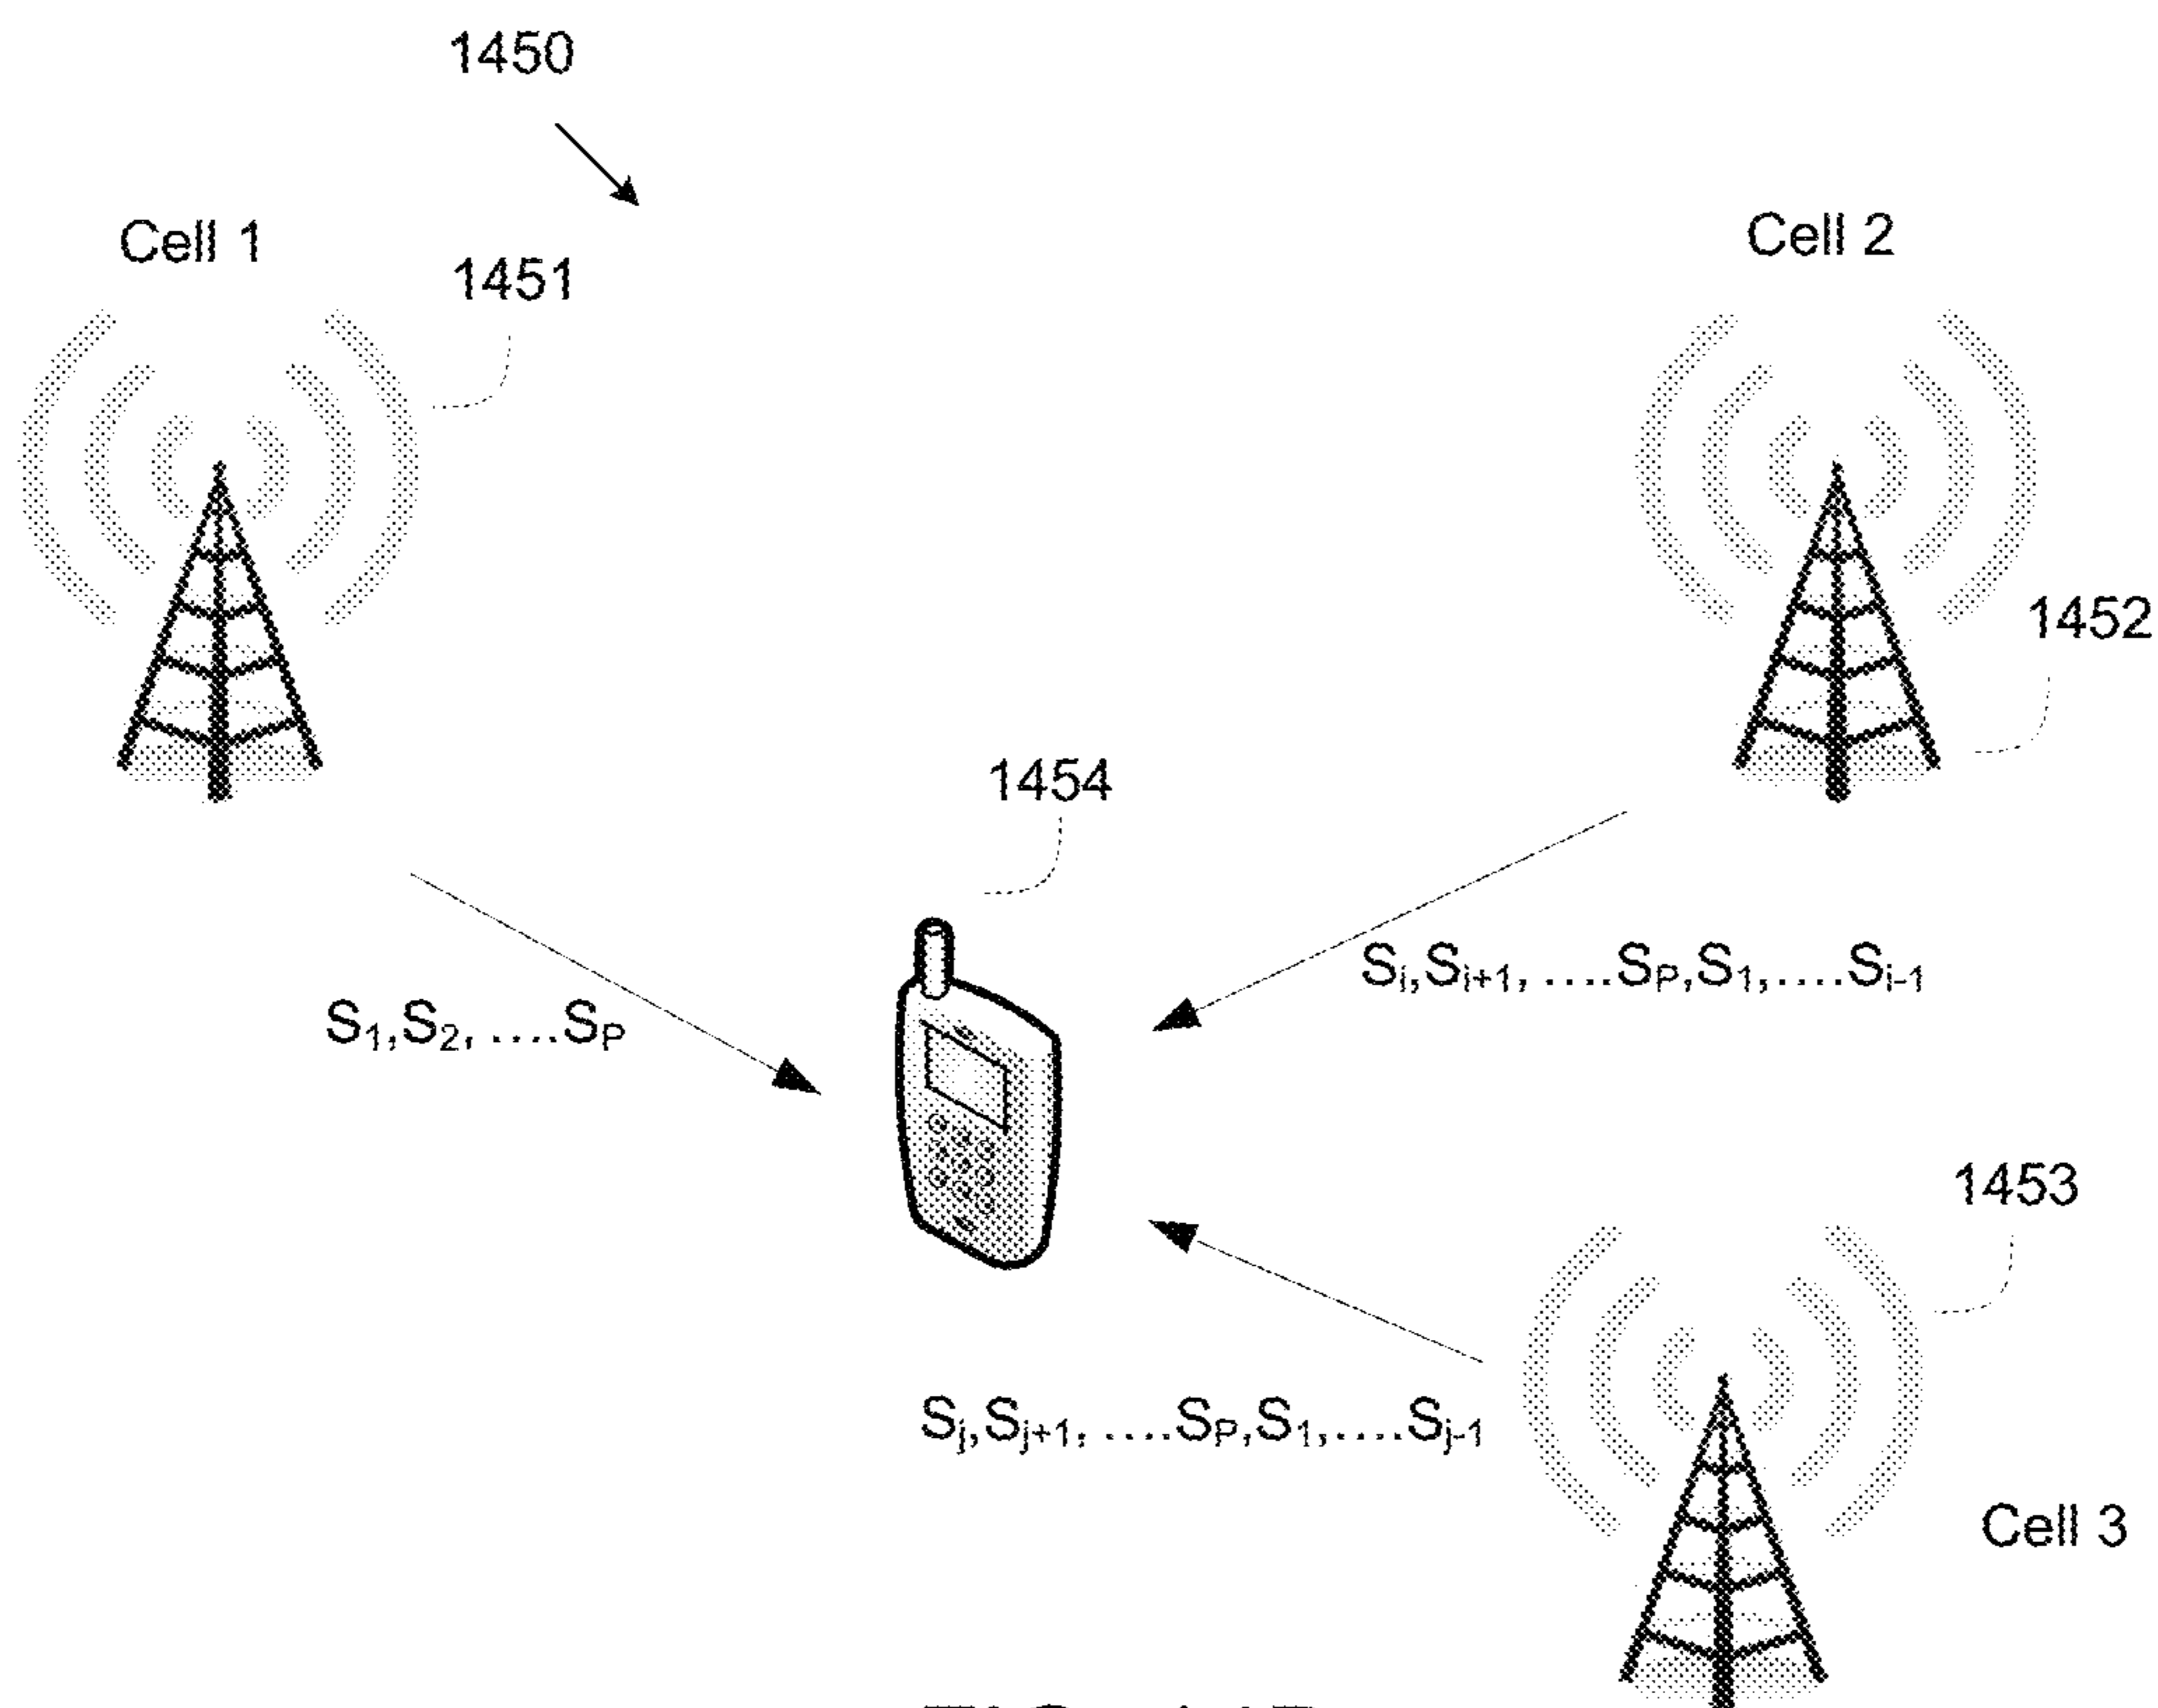 1450
Cell 1
1451
Cell 2
1452
1454
S₁,S₂, ....Sₚ
Sᵢ,Sᵢ₊₁, ....Sₚ,S₁,....Sᵢ₋₁
1453
Sⱼ,Sⱼ₊₁, ....Sₚ,S₁,....Sⱼ₋₁
Cell 3